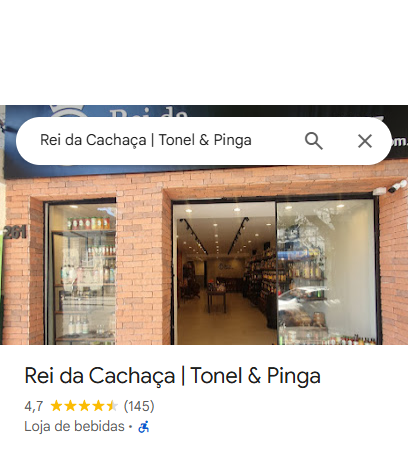 Rei da
Rei da Cachaça | Tonel & Pinga
om.
281
Rei da Cachaça | Tonel & Pinga
4,7 (145)
Loja de bebidas ·